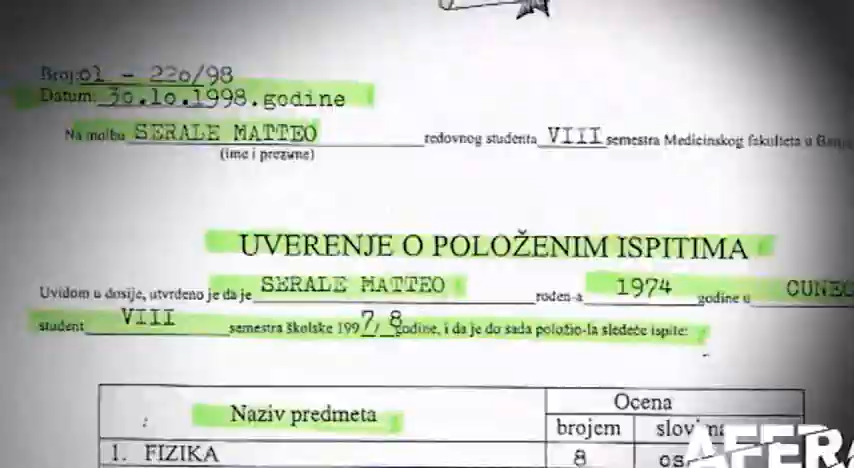 Broj: 01 - 220/98
Datum: 30.10.1998.godine
Na molbu SERALE MATTEO redovnog studenta VIII semestra Medicinskog fakulteta u
(ime i prezime)
UVERENJE O POLOŽENIM ISPITIMA
Uvidom u dosije, utvrđeno je da je SERALE MATTEO rođen-a 1974 godine u
student VIII semestra školske 1997/8 godine, i da je do sada položio-la sledeće ispite:
Naziv predmeta
Ocena
brojem
1. FIZIKA 8
AFERA